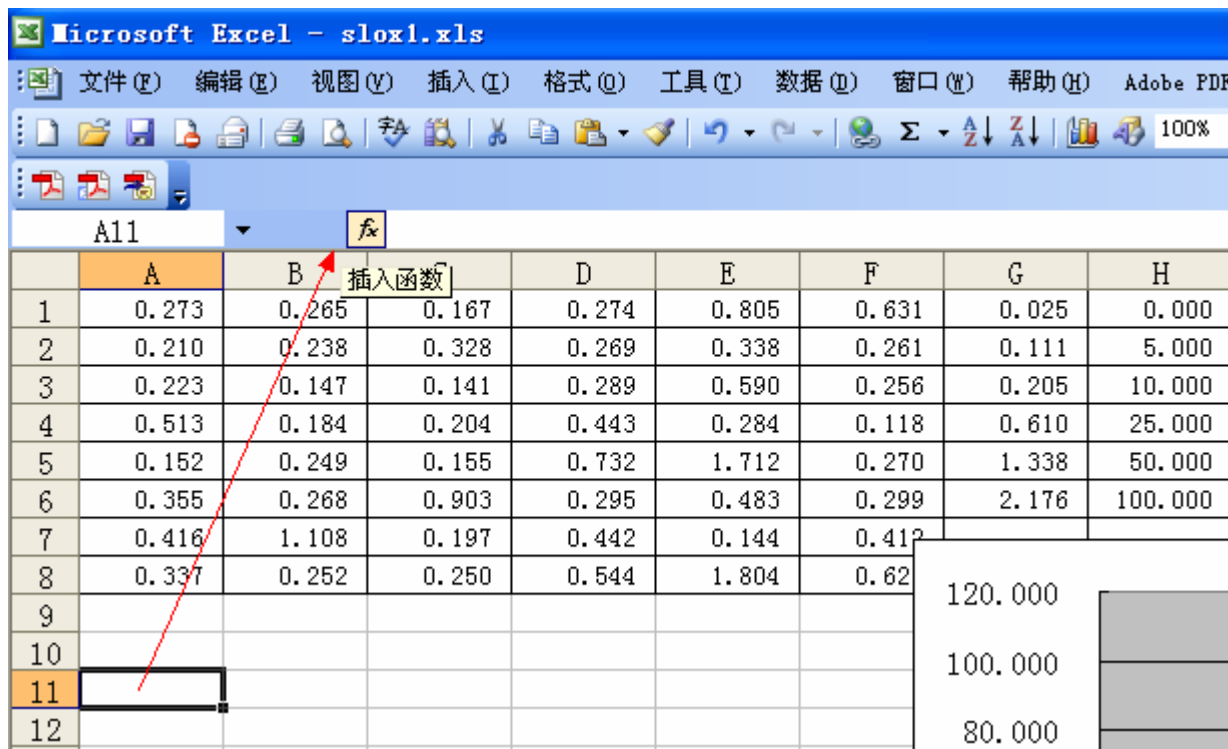 Microsoft Excel - slox1.xls
文件(F) 编辑(E) 视图(V) 插入(I) 格式(O) 工具(T) 数据(D) 窗口(W) 帮助(H) Adobe PDF
100%
A11 fx
插入函数
A B D E F G H
1 0.273 0.265 0.167 0.274 0.805 0.631 0.025 0.000
2 0.210 0.238 0.328 0.269 0.338 0.261 0.111 5.000
3 0.223 0.147 0.141 0.289 0.590 0.256 0.205 10.000
4 0.513 0.184 0.204 0.443 0.284 0.118 0.610 25.000
5 0.152 0.249 0.155 0.732 1.712 0.270 1.338 50.000
6 0.355 0.268 0.903 0.295 0.483 0.299 2.176 100.000
7 0.416 1.108 0.197 0.442 0.144 0.412
8 0.337 0.252 0.250 0.544 1.804 0.62
9
10
11
12
120.000
100.000
80.000